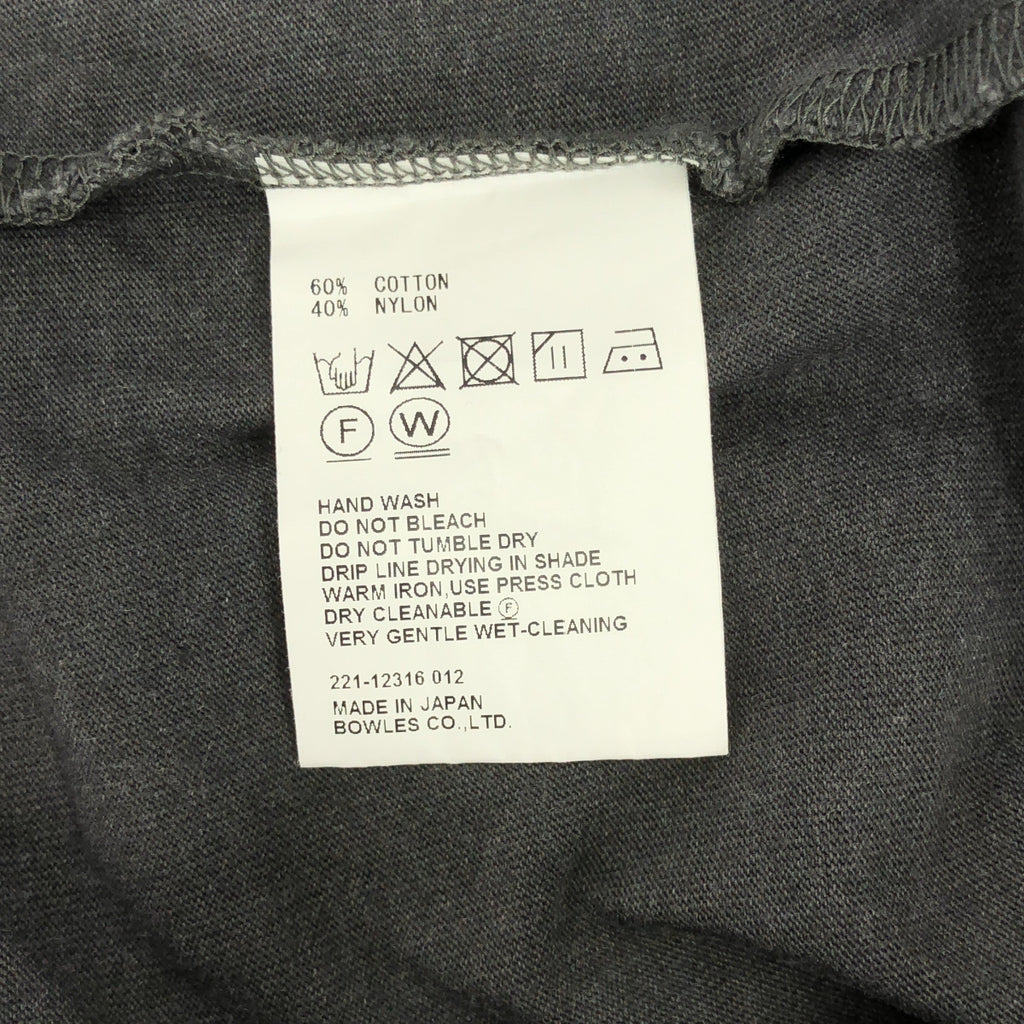 60% COTTON
40% NYLON
F W
HAND WASH
DO NOT BLEACH
DO NOT TUMBLE DRY
DRIP LINE DRYING IN SHADE
WARM IRON,USE PRESS CLOTH
DRY CLEANABLE Ⓕ
VERY GENTLE WET-CLEANING
221-12316 012
MADE IN JAPAN
BOWLES CO.,LTD.